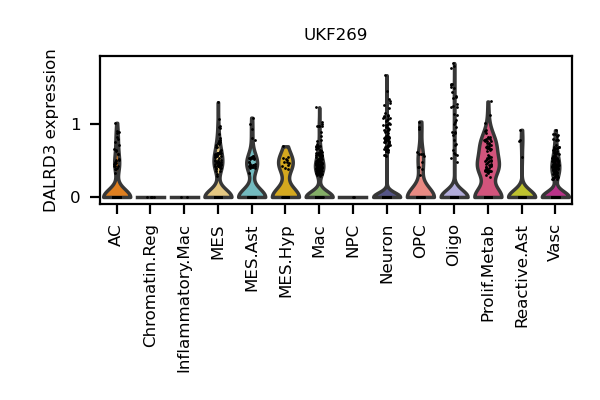 UKF269
DALRD3 expression
1
0
AC
Chromatin.Reg
Inflammatory.Mac
MES
MES.Ast
MES.Hyp
Mac
NPC
Neuron
OPC
Oligo
Prolif.Metab
Reactive.Ast
Vasc